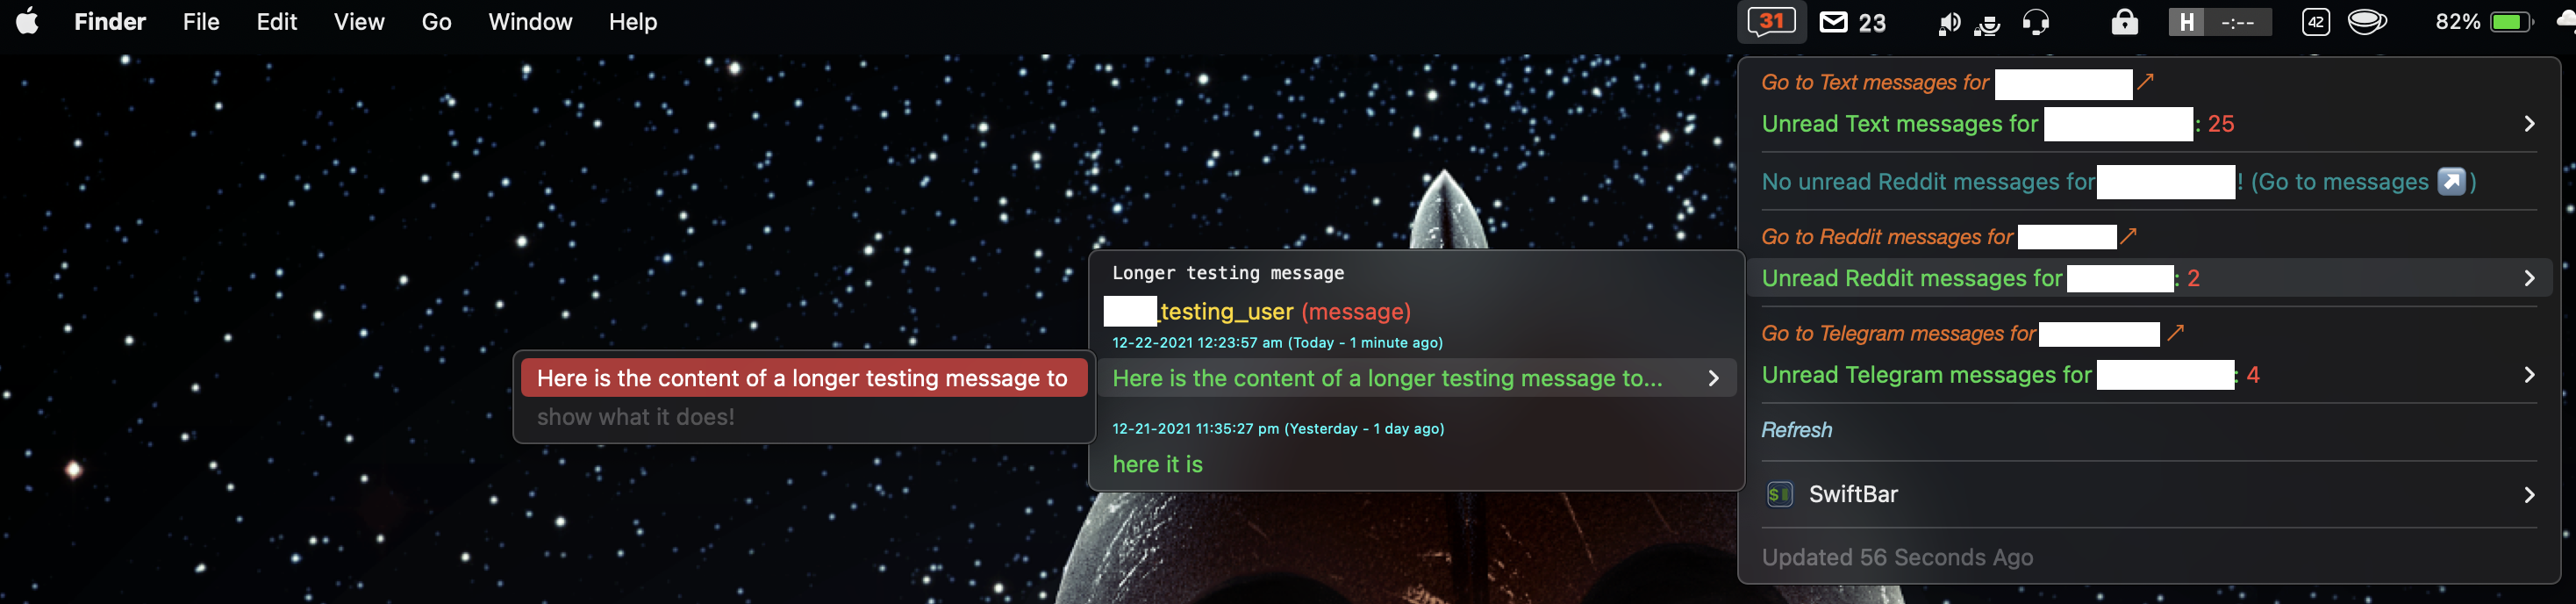 Finder File Edit View Go Window Help 31 23 H -:-- 42 82%
Go to Text messages for ↗
Unread Text messages for : 25
No unread Reddit messages for ! (Go to messages ↗)
Go to Reddit messages for ↗
Unread Reddit messages for : 2
Go to Telegram messages for ↗
Unread Telegram messages for : 4
Refresh
$ SwiftBar
Updated 56 Seconds Ago
Longer testing message
_testing_user (message)
12-22-2021 12:23:57 am (Today - 1 minute ago)
Here is the content of a longer testing message to...
12-21-2021 11:35:27 pm (Yesterday - 1 day ago)
here it is
Here is the content of a longer testing message to
show what it does!